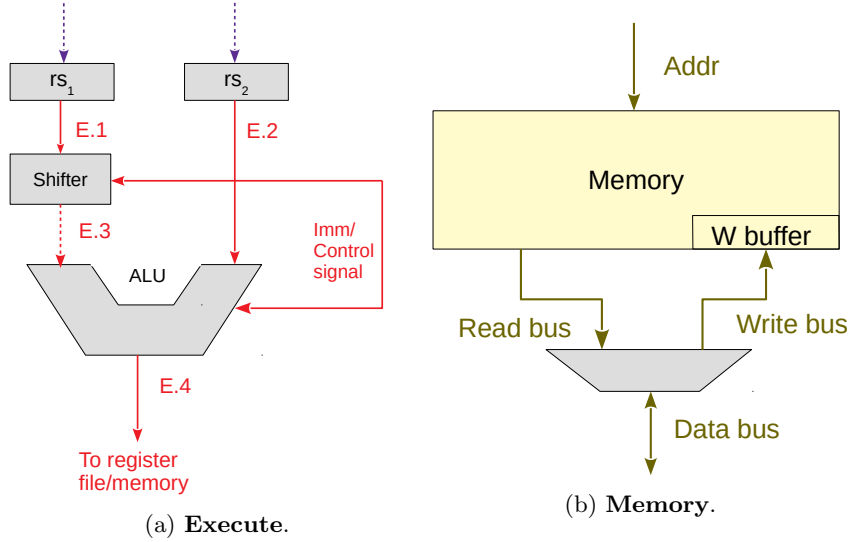 rs1
rs2
E.1
E.2
Shifter
E.3
Imm/
Control
signal
ALU
E.4
To register
file/memory
(a) Execute.
Addr
Memory
W buffer
Read bus
Write bus
Data bus
(b) Memory.